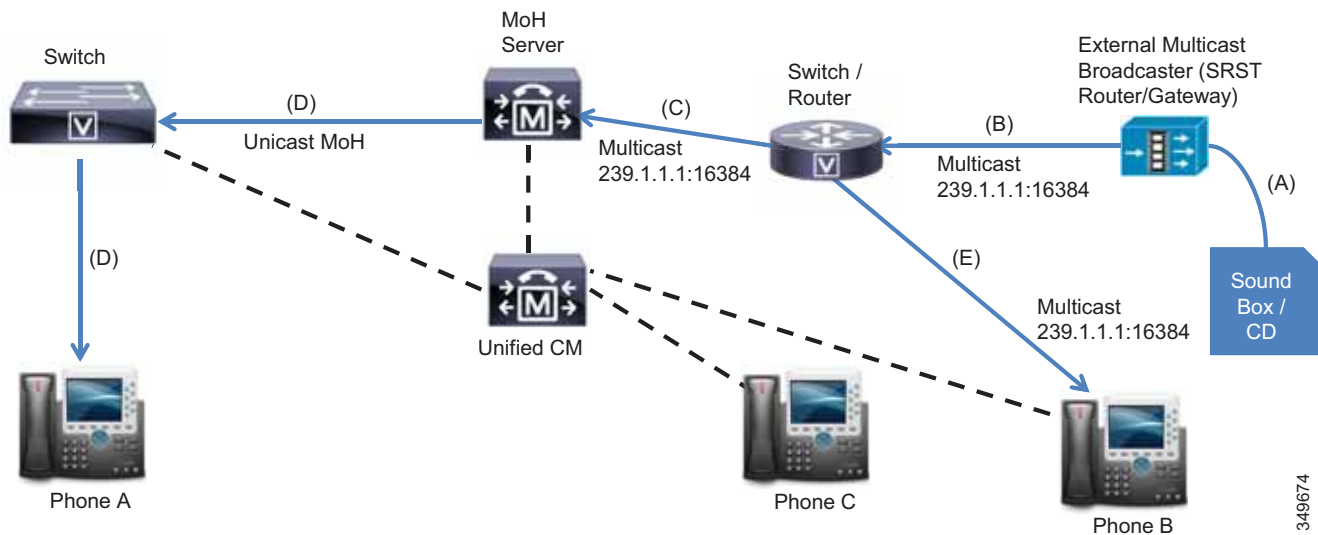 Switch
MoH
Server
Switch /
Router
External Multicast
Broadcaster (SRST
Router/Gateway)
V
(D)
Unicast MoH
M
(C)
Multicast
239.1.1.1:16384
V
(B)
Multicast
239.1.1.1:16384
(A)
(D)
M
Unified CM
(E)
Multicast
239.1.1.1:16384
Sound
Box /
CD
Phone A
Phone C
Phone B
349674